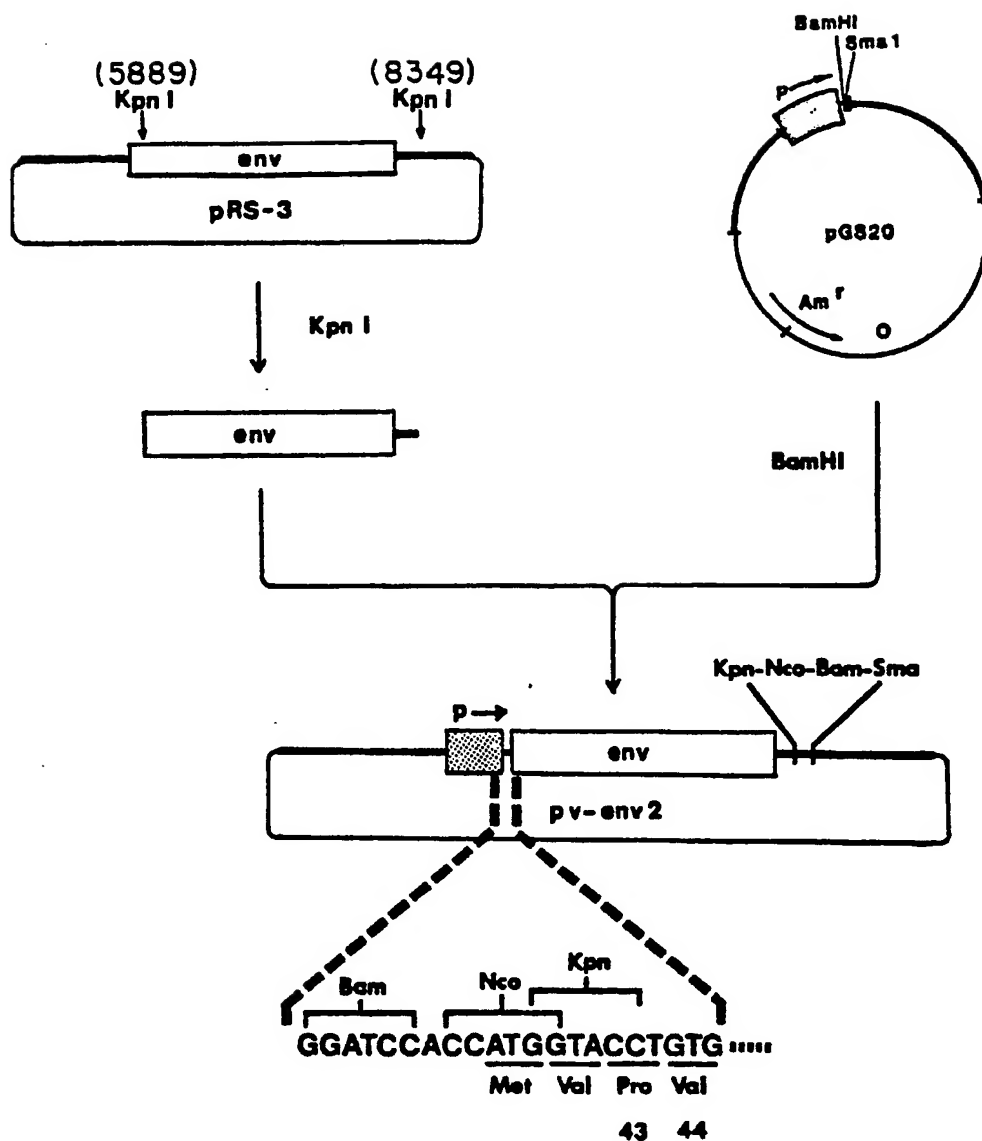 (5889)
Kpn I
(8349)
Kpn I
env
pRS-3
Kpn I
env
BamHI
Sma1
P
pGS20
Am r
O
BamHI
Kpn-Nco-Bam-Sma
P
env
pv-env2
Bam
Nco
Kpn
GGATCCACCATGGTACCTGTG
Met Val Pro Val
43 44